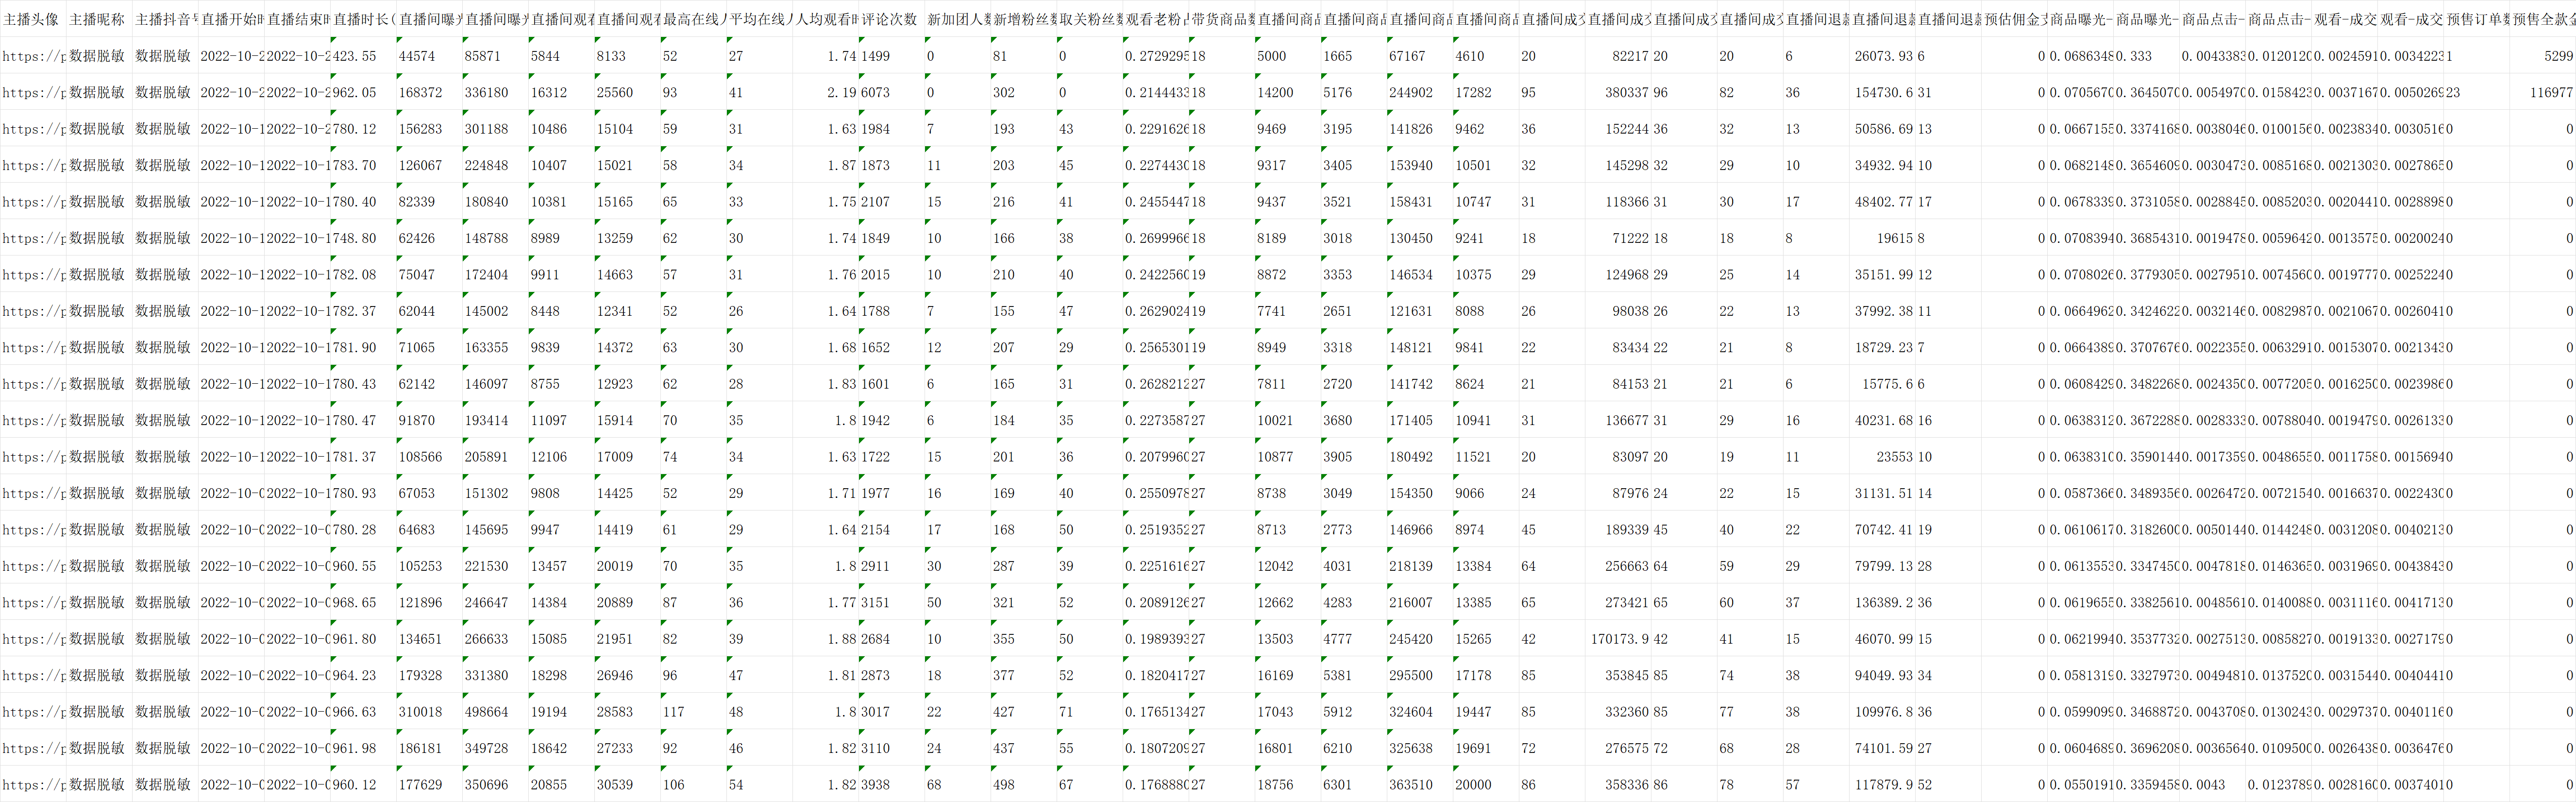 主播头像 主播昵称 主播抖音号 直播开始时 直播结束时 直播时长( 直播间曝光 直播间曝光 直播间观看 直播间观看 最高在线人 平均在线人 人均观看时 评论次数 新加团人数 新增粉丝数 取关粉丝数 观看老粉占 带货商品数 直播间商品 直播间商品 直播间商品 直播间商品 直播间成交 直播间成交 直播间成交 直播间成交 直播间退款 直播间退款 直播间退款 预估佣金支 商品曝光- 商品曝光- 商品点击- 商品点击- 观看-成交 观看-成交 预售订单数 预售全款金
https://p 数据脱敏 数据脱敏 2022-10-2 2022-10-2 423.55 44574 85871 5844 8133 52 27 1.74 1499 0 81 0 0.2729295 18 5000 1665 67167 4610 20 82217 20 20 6 26073.93 6 0 0.0686348 0.333 0.0043383 0.0120120 0.0024591 0.0034223 1 5299
https://p 数据脱敏 数据脱敏 2022-10-2 2022-10-2 962.05 168372 336180 16312 25560 93 41 2.19 6073 0 302 0 0.2144433 18 14200 5176 244902 17282 95 380337 96 82 36 154730.6 31 0 0.0705670 0.3645070 0.0054970 0.0158423 0.0037167 0.0050269 23 116977
https://p 数据脱敏 数据脱敏 2022-10-1 2022-10-2 780.12 156283 301188 10486 15104 59 31 1.63 1984 7 193 43 0.2291626 18 9469 3195 141826 9462 36 152244 36 32 13 50586.69 13 0 0.0667155 0.3374168 0.0038046 0.0100156 0.0023834 0.0030516 0 0
https://p 数据脱敏 数据脱敏 2022-10-1 2022-10-1 783.70 126067 224848 10407 15021 58 34 1.87 1873 11 203 45 0.2274430 18 9317 3405 153940 10501 32 145298 32 29 10 34932.94 10 0 0.0682148 0.3654609 0.0030473 0.0085168 0.0021303 0.0027865 0 0
https://p 数据脱敏 数据脱敏 2022-10-1 2022-10-1 780.40 82339 180840 10381 15165 65 33 1.75 2107 15 216 41 0.2455447 18 9437 3521 158431 10747 31 118366 31 30 17 48402.77 17 0 0.0678339 0.3731058 0.0028845 0.0085203 0.0020441 0.0028898 0 0
https://p 数据脱敏 数据脱敏 2022-10-1 2022-10-1 748.80 62426 148788 8989 13259 62 30 1.74 1849 10 166 38 0.2699966 18 8189 3018 130450 9241 18 71222 18 18 8 19615 8 0 0.0708394 0.3685431 0.0019478 0.0059642 0.0013575 0.0020024 0 0
https://p 数据脱敏 数据脱敏 2022-10-1 2022-10-1 782.08 75047 172404 9911 14663 57 31 1.76 2015 10 210 40 0.2422560 19 8872 3353 146534 10375 29 124968 29 25 14 35151.99 12 0 0.0708026 0.3779305 0.0027951 0.0074560 0.0019777 0.0025224 0 0
https://p 数据脱敏 数据脱敏 2022-10-1 2022-10-1 782.37 62044 145002 8448 12341 52 26 1.64 1788 7 155 47 0.2629024 19 7741 2651 121631 8088 26 98038 26 22 13 37992.38 11 0 0.0664962 0.3424622 0.0032146 0.0082987 0.0021067 0.0026041 0 0
https://p 数据脱敏 数据脱敏 2022-10-1 2022-10-1 781.90 71065 163355 9839 14372 63 30 1.68 1652 12 207 29 0.2565301 19 8949 3318 148121 9841 22 83434 22 21 8 18729.23 7 0 0.0664389 0.3707676 0.0022355 0.0063291 0.0015307 0.0021343 0 0
https://p 数据脱敏 数据脱敏 2022-10-1 2022-10-1 780.43 62142 146097 8755 12923 62 28 1.83 1601 6 165 31 0.2628212 27 7811 2720 141742 8624 21 84153 21 21 6 15775.6 6 0 0.0608429 0.3482268 0.0024350 0.0077205 0.0016250 0.0023986 0 0
https://p 数据脱敏 数据脱敏 2022-10-1 2022-10-1 780.47 91870 193414 11097 15914 70 35 1.8 1942 6 184 35 0.2273587 27 10021 3680 171405 10941 31 136677 31 29 16 40231.68 16 0 0.0638312 0.3672288 0.0028333 0.0078804 0.0019479 0.0026133 0 0
https://p 数据脱敏 数据脱敏 2022-10-1 2022-10-1 781.37 108566 205891 12106 17009 74 34 1.63 1722 15 201 36 0.2079960 27 10877 3905 180492 11521 20 83097 20 19 11 23553 10 0 0.0638310 0.3590144 0.0017359 0.0048655 0.0011758 0.0015694 0 0
https://p 数据脱敏 数据脱敏 2022-10-0 2022-10-1 780.93 67053 151302 9808 14425 52 29 1.71 1977 16 169 40 0.2550978 27 8738 3049 154350 9066 24 87976 24 22 15 31131.51 14 0 0.0587366 0.3489356 0.0026472 0.0072154 0.0016637 0.0022430 0 0
https://p 数据脱敏 数据脱敏 2022-10-0 2022-10-0 780.28 64683 145695 9947 14419 61 29 1.64 2154 17 168 50 0.2519352 27 8713 2773 146966 8974 45 189339 45 40 22 70742.41 19 0 0.0610617 0.3182600 0.0050144 0.0144248 0.0031208 0.0040213 0 0
https://p 数据脱敏 数据脱敏 2022-10-0 2022-10-0 960.55 105253 221530 13457 20019 70 35 1.8 2911 30 287 39 0.2251616 27 12042 4031 218139 13384 64 256663 64 59 29 79799.13 28 0 0.0613553 0.3347450 0.0047818 0.0146365 0.0031969 0.0043843 0 0
https://p 数据脱敏 数据脱敏 2022-10-0 2022-10-0 968.65 121896 246647 14384 20889 87 36 1.77 3151 50 321 52 0.2089126 27 12662 4283 216007 13385 65 273421 65 60 37 136389.2 36 0 0.0619655 0.3382561 0.0048561 0.0140088 0.0031116 0.0041713 0 0
https://p 数据脱敏 数据脱敏 2022-10-0 2022-10-0 961.80 134651 266633 15085 21951 82 39 1.88 2684 10 355 50 0.1989393 27 13503 4777 245420 15265 42 170173.9 42 41 15 46070.99 15 0 0.0621994 0.3537732 0.0027513 0.0085827 0.0019133 0.0027179 0 0
https://p 数据脱敏 数据脱敏 2022-10-0 2022-10-0 964.23 179328 331380 18298 26946 96 47 1.81 2873 18 377 52 0.1820417 27 16169 5381 295500 17178 85 353845 85 74 38 94049.93 34 0 0.0581319 0.3327973 0.0049481 0.0137520 0.0031544 0.0040441 0 0
https://p 数据脱敏 数据脱敏 2022-10-0 2022-10-0 966.63 310018 498664 19194 28583 117 48 1.8 3017 22 427 71 0.1765134 27 17043 5912 324604 19447 85 332360 85 77 38 109976.8 36 0 0.0599099 0.3468872 0.0043708 0.0130243 0.0029737 0.0040116 0 0
https://p 数据脱敏 数据脱敏 2022-10-0 2022-10-0 961.98 186181 349728 18642 27233 92 46 1.82 3110 24 437 55 0.1807209 27 16801 6210 325638 19691 72 276575 72 68 28 74101.59 27 0 0.0604689 0.3696208 0.0036564 0.0109500 0.0026438 0.0036476 0 0
https://p 数据脱敏 数据脱敏 2022-10-0 2022-10-0 960.12 177629 350696 20855 30539 106 54 1.82 3938 68 498 67 0.1768880 27 18756 6301 363510 20000 86 358336 86 78 57 117879.9 52 0 0.0550191 0.3359458 0.0043 0.0123789 0.0028160 0.0037401 0 0